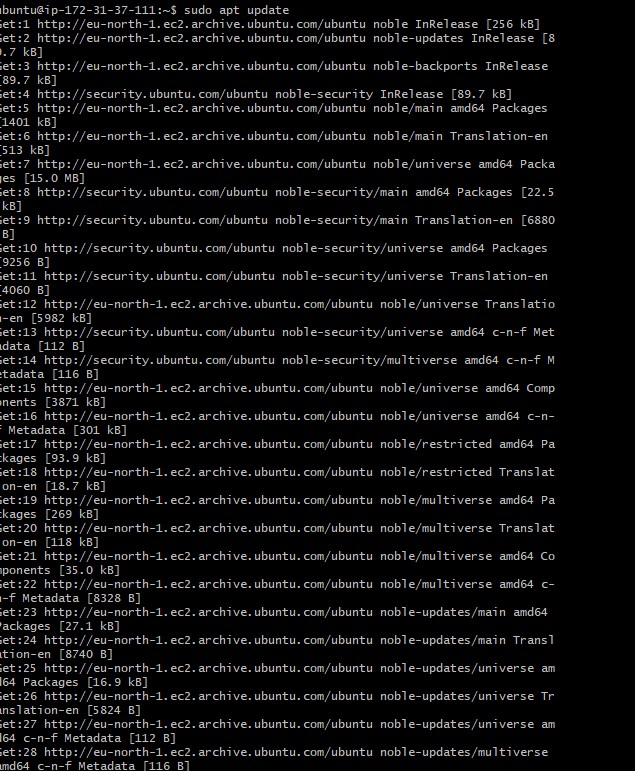 ubuntu@ip-172-31-37-111:~$ sudo apt update
Get:1 http://eu-north-1.ec2.archive.ubuntu.com/ubuntu noble InRelease [256 kB]
Get:2 http://eu-north-1.ec2.archive.ubuntu.com/ubuntu noble-updates InRelease [8
9.7 kB]
Get:3 http://eu-north-1.ec2.archive.ubuntu.com/ubuntu noble-backports InRelease
[89.7 kB]
Get:4 http://security.ubuntu.com/ubuntu noble-security InRelease [89.7 kB]
Get:5 http://eu-north-1.ec2.archive.ubuntu.com/ubuntu noble/main amd64 Packages
[1401 kB]
Get:6 http://eu-north-1.ec2.archive.ubuntu.com/ubuntu noble/main Translation-en
[513 kB]
Get:7 http://eu-north-1.ec2.archive.ubuntu.com/ubuntu noble/universe amd64 Packa
ges [15.0 MB]
Get:8 http://security.ubuntu.com/ubuntu noble-security/main amd64 Packages [22.5
kB]
Get:9 http://security.ubuntu.com/ubuntu noble-security/main Translation-en [6880
B]
Get:10 http://security.ubuntu.com/ubuntu noble-security/universe amd64 Packages
[9256 B]
Get:11 http://security.ubuntu.com/ubuntu noble-security/universe Translation-en
[4060 B]
Get:12 http://eu-north-1.ec2.archive.ubuntu.com/ubuntu noble/universe Translatio
n-en [5982 kB]
Get:13 http://security.ubuntu.com/ubuntu noble-security/universe amd64 c-n-f Met
adata [112 B]
Get:14 http://security.ubuntu.com/ubuntu noble-security/multiverse amd64 c-n-f M
etadata [116 B]
Get:15 http://eu-north-1.ec2.archive.ubuntu.com/ubuntu noble/universe amd64 Comp
onents [3871 kB]
Get:16 http://eu-north-1.ec2.archive.ubuntu.com/ubuntu noble/universe amd64 c-n-
f Metadata [301 kB]
Get:17 http://eu-north-1.ec2.archive.ubuntu.com/ubuntu noble/restricted amd64 Pa
ckages [93.9 kB]
Get:18 http://eu-north-1.ec2.archive.ubuntu.com/ubuntu noble/restricted Translat
ion-en [18.7 kB]
Get:19 http://eu-north-1.ec2.archive.ubuntu.com/ubuntu noble/multiverse amd64 Pa
ckages [269 kB]
Get:20 http://eu-north-1.ec2.archive.ubuntu.com/ubuntu noble/multiverse Translat
ion-en [118 kB]
Get:21 http://eu-north-1.ec2.archive.ubuntu.com/ubuntu noble/multiverse amd64 Co
mponents [35.0 kB]
Get:22 http://eu-north-1.ec2.archive.ubuntu.com/ubuntu noble/multiverse amd64 c-
n-f Metadata [8328 B]
Get:23 http://eu-north-1.ec2.archive.ubuntu.com/ubuntu noble-updates/main amd64
Packages [27.1 kB]
Get:24 http://eu-north-1.ec2.archive.ubuntu.com/ubuntu noble-updates/main Transl
ation-en [8740 B]
Get:25 http://eu-north-1.ec2.archive.ubuntu.com/ubuntu noble-updates/universe am
d64 Packages [16.9 kB]
Get:26 http://eu-north-1.ec2.archive.ubuntu.com/ubuntu noble-updates/universe Tr
anslation-en [5824 B]
Get:27 http://eu-north-1.ec2.archive.ubuntu.com/ubuntu noble-updates/universe am
d64 c-n-f Metadata [112 B]
Get:28 http://eu-north-1.ec2.archive.ubuntu.com/ubuntu noble-updates/multiverse
amd64 c-n-f Metadata [116 B]